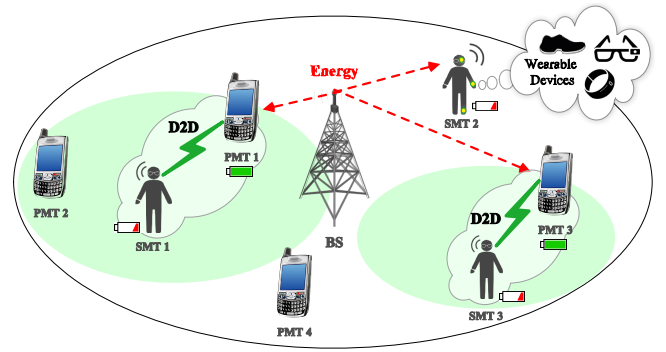 Energy
Wearable
Devices
SMT 2
D2D
PMT 1
PMT 2
SMT 1
D2D
PMT 3
BS
SMT 3
PMT 4